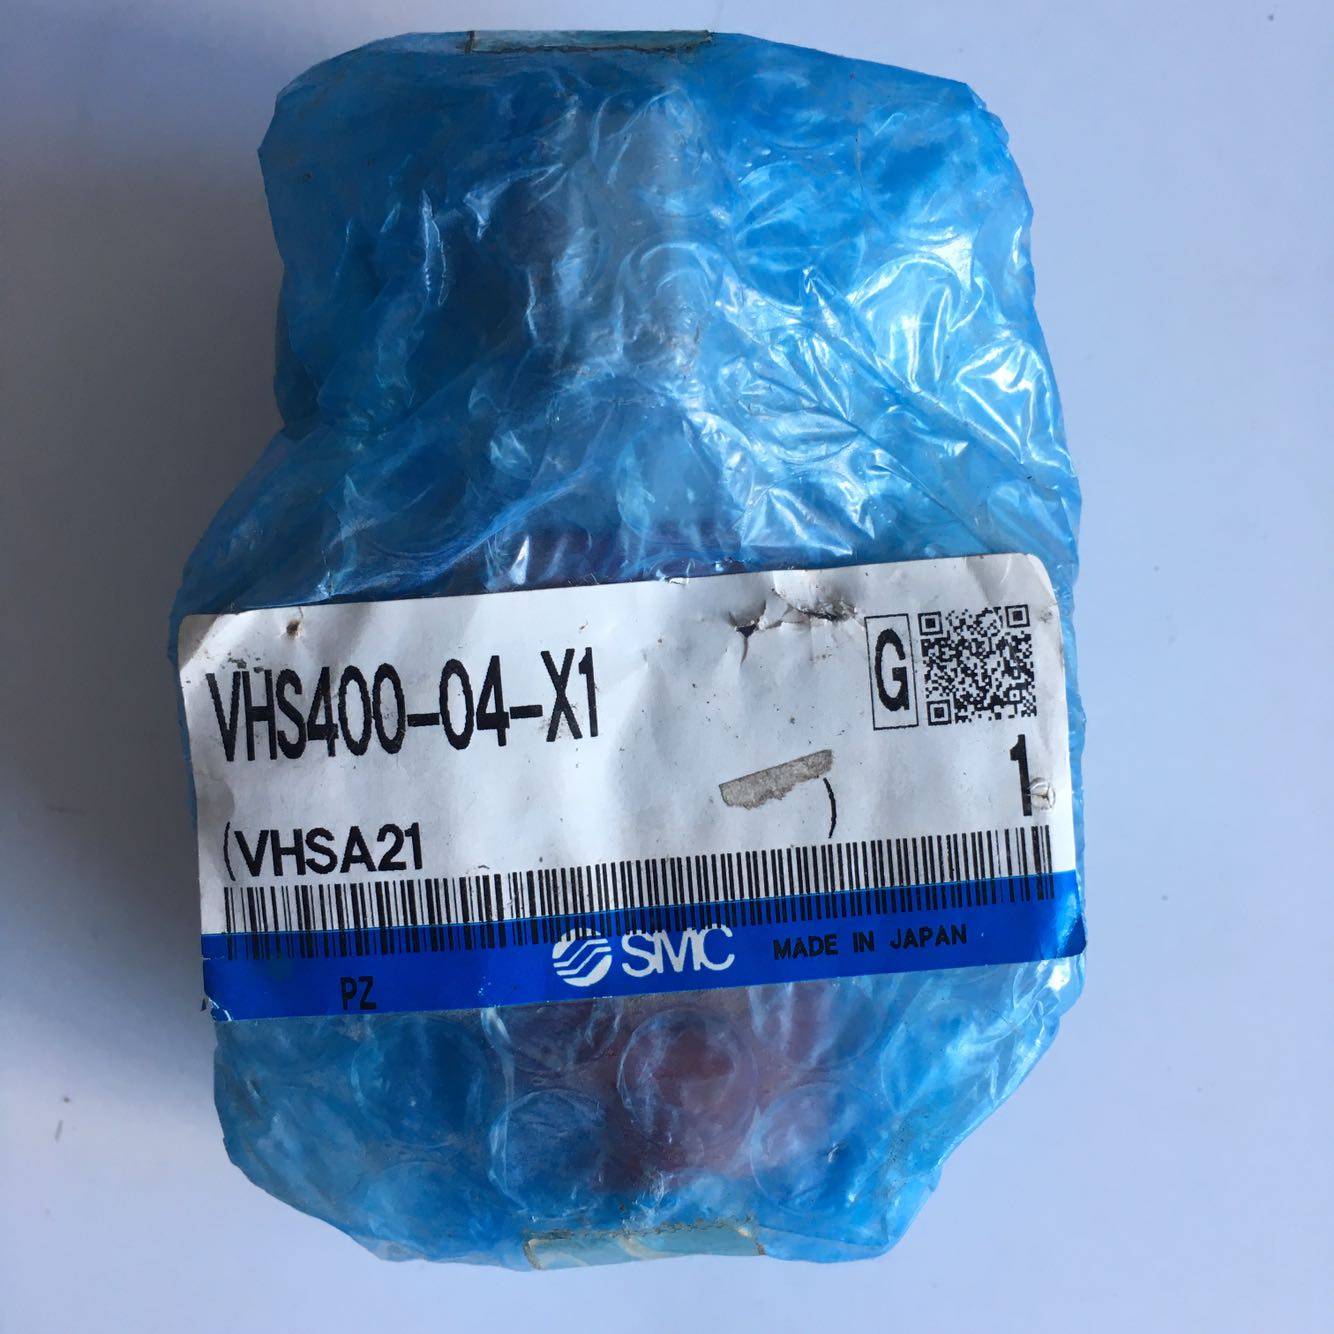 VHS400-04-X1
G
1
(VHSA21 )
SMC MADE IN JAPAN
PZ